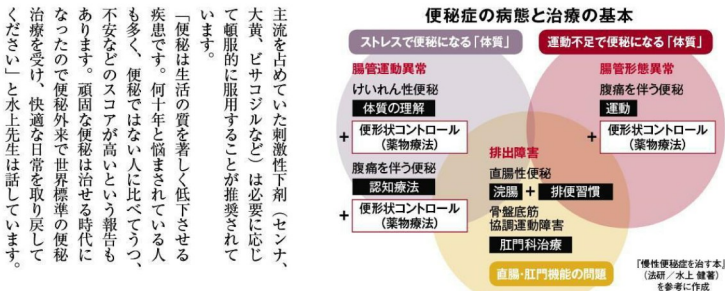 主流を占めていた刺激性下剤（センナ、
大黄、ビサコジルなど）は必要に応じ
て頓服的に服用することが推奨されて
います。
「便秘は生活の質を著しく低下させる
疾患です。何十年と悩まされている人
も多く、便秘ではない人に比べてうつ、
不安などのスコアが高いという報告も
あります。頑固な便秘は治せる時代に
なったので便秘外来で世界標準の便秘
治療を受け、快適な日常を取り戻して
ください」と水上先生は話しています。
便秘症の病態と治療の基本
ストレスで便秘になる「体質」
運動不足で便秘になる「体質」
腸管運動異常
けいれん性便秘
体質の理解
+
便形状コントロール
（薬物療法）
腹痛を伴う便秘
認知療法
+
便形状コントロール
（薬物療法）
腸管形態異常
腹痛を伴う便秘
運動
+
便形状コントロール
（薬物療法）
排出障害
直腸性便秘
浣腸 + 排便習慣
骨盤底筋
協調運動障害
肛門科治療
直腸・肛門機能の問題
「慢性便秘症を治す本」
（法研／水上 健著）
を参考に作成